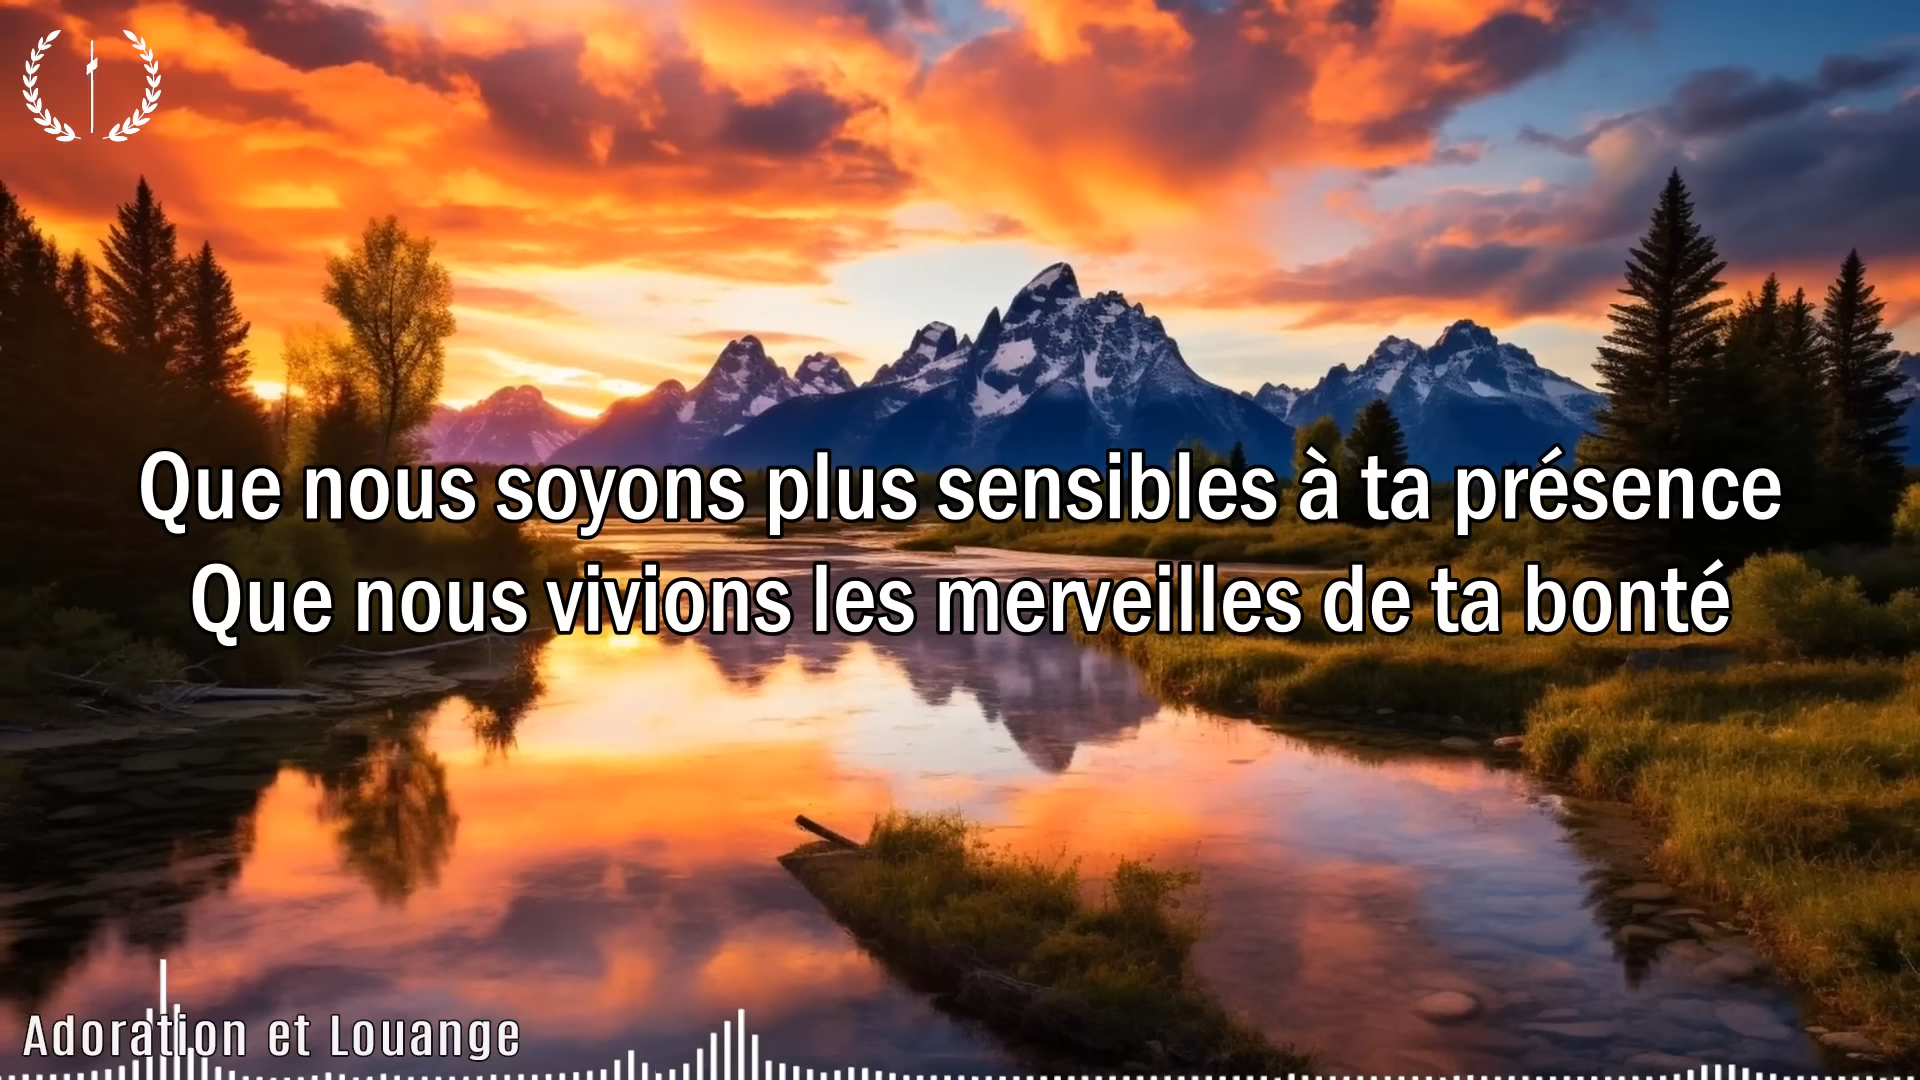 Que nous soyons plus sensibles à ta présence
Que nous vivions les merveilles de ta bonté
Adoration et Louange